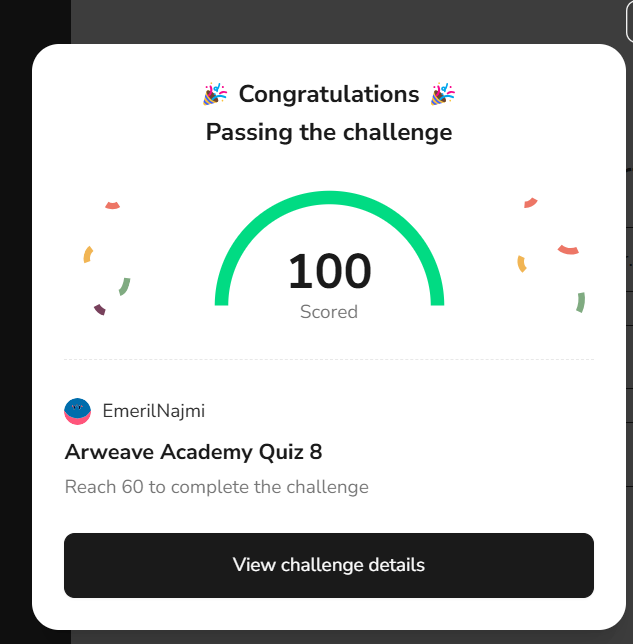 🎉 Congratulations 🎉
Passing the challenge
100
Scored
EmerilNajmi
Arweave Academy Quiz 8
Reach 60 to complete the challenge
View challenge details